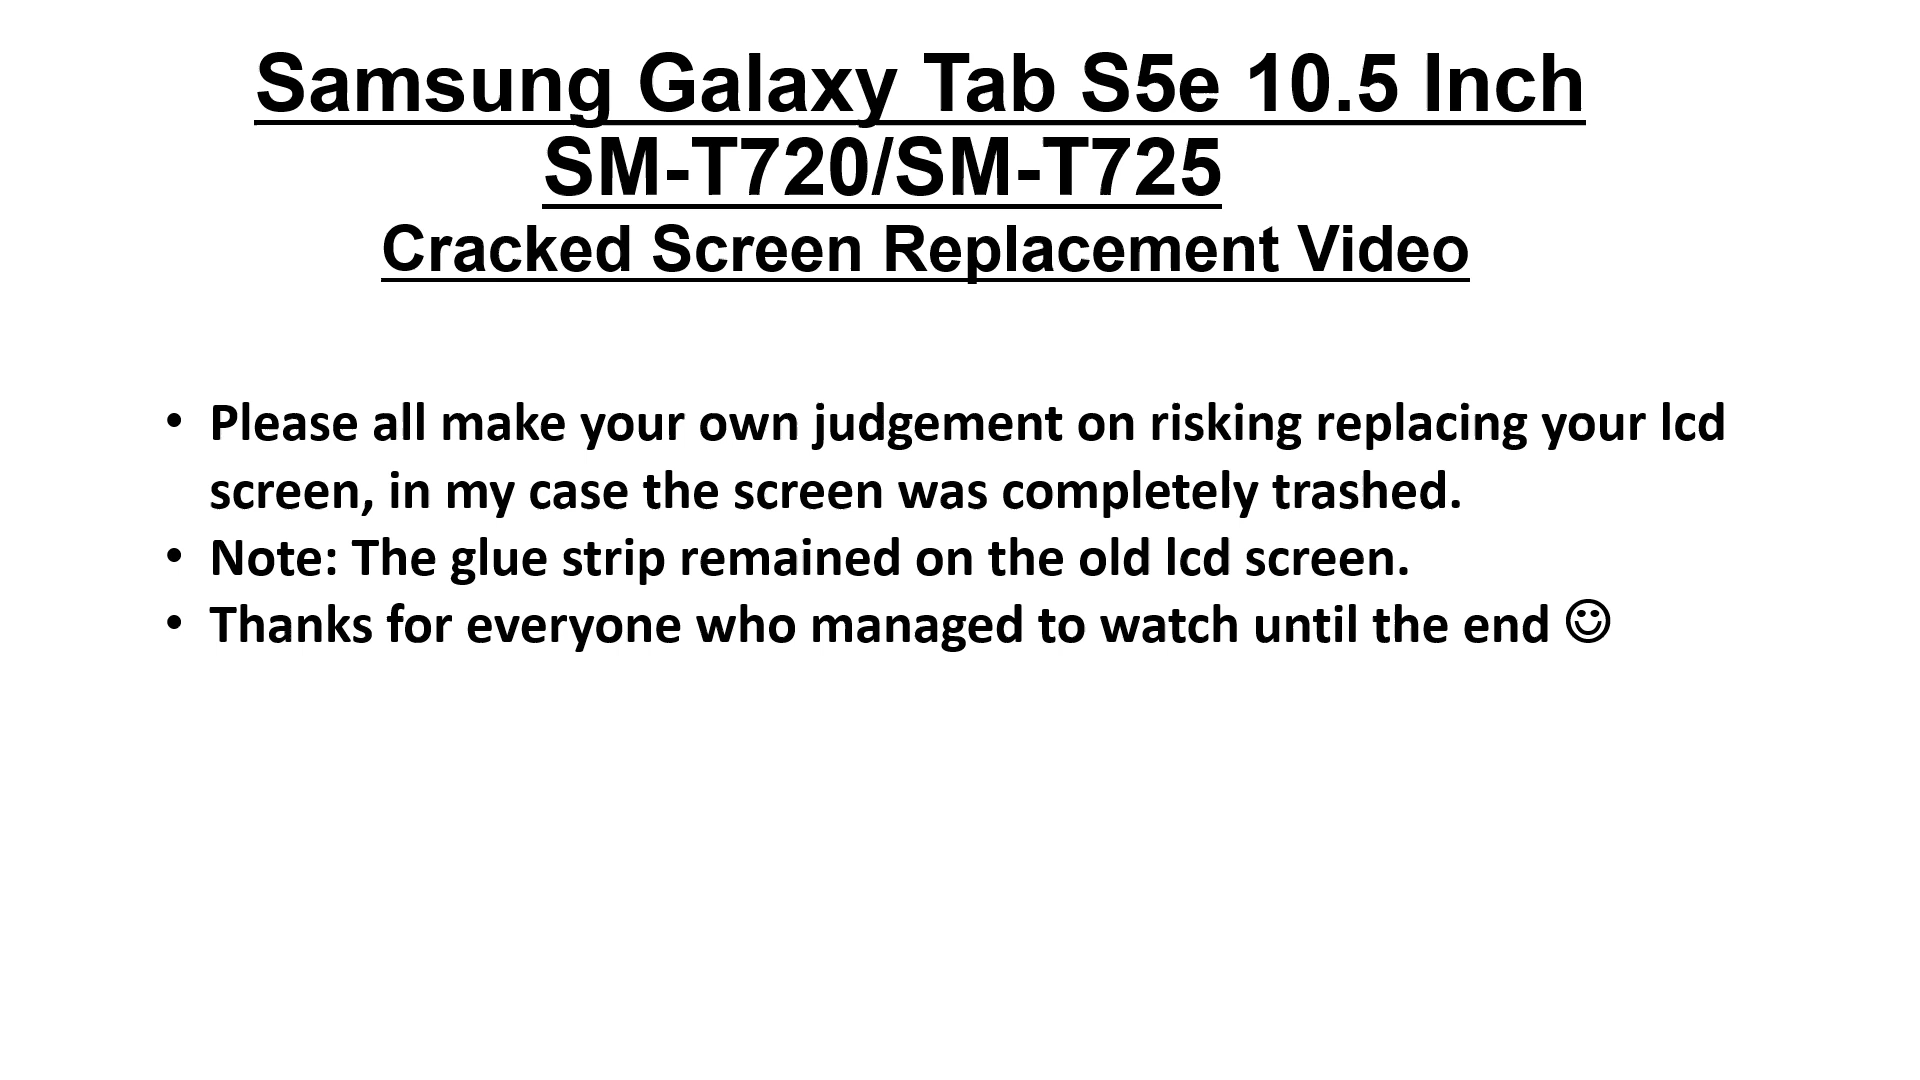 Samsung Galaxy Tab S5e 10.5 Inch
SM-T720/SM-T725
Cracked Screen Replacement Video
• Please all make your own judgement on risking replacing your lcd
screen, in my case the screen was completely trashed.
• Note: The glue strip remained on the old lcd screen.
• Thanks for everyone who managed to watch until the end ☺